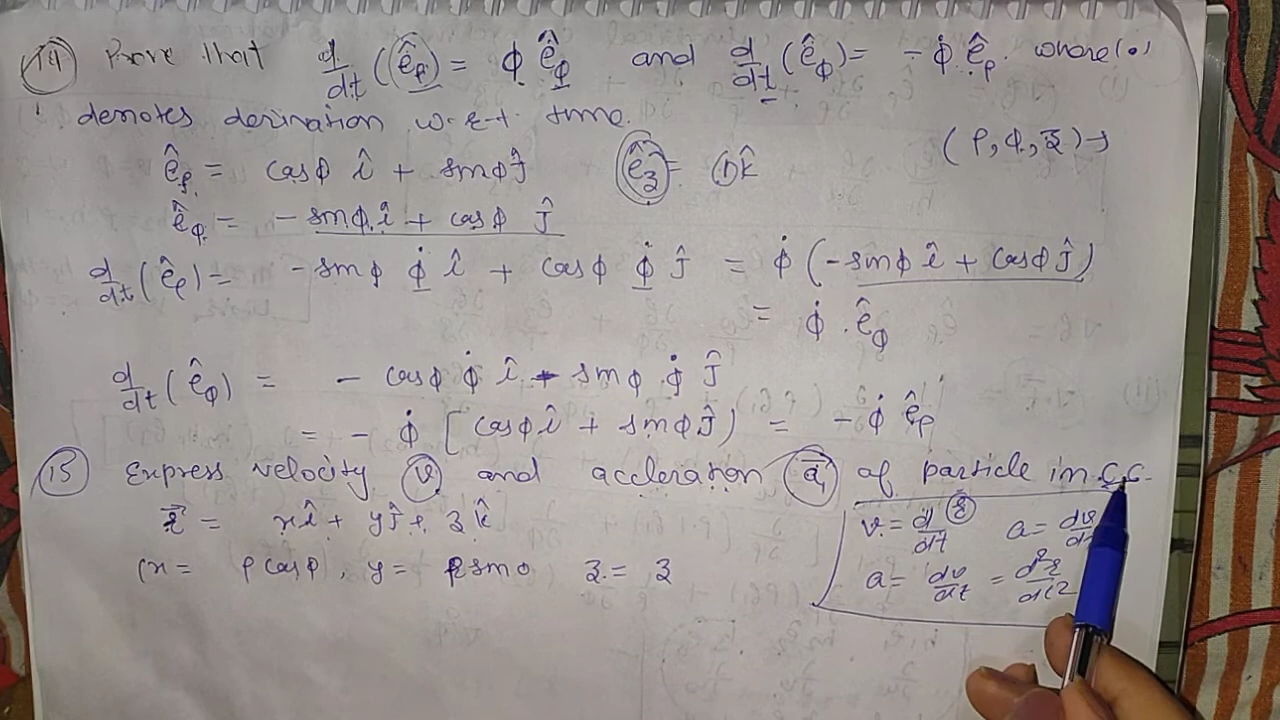 (14) Prove that d/dt (ê_ρ) = φ̇ ê_φ and d/dt (ê_φ) = - φ̇ ê_ρ. where (•)
denotes derivation w.r.t. time.
(ρ, φ, z) →
ê_ρ = cosφ î + sinφ ĵ ê_z = (1) k̂
ê_φ = - sinφ î + cosφ ĵ
d/dt (ê_ρ) = - sinφ φ̇ î + cosφ φ̇ ĵ = φ̇ (-sinφ î + cosφ ĵ)
= φ̇ . ê_φ
d/dt (ê_φ) = - cosφ φ̇ î - sinφ φ̇ ĵ
= - φ̇ [cosφ î + sinφ ĵ) = - φ̇ ê_ρ
(15) Express velocity (v) and accleration (a⃗) of particle in C.C.
r⃗ = xî + yĵ + zk̂
v = d/dt (r) a = dv/dt
(x = ρcosφ, y = ρsinφ z = z
a = dv/dt = d²r/dt2